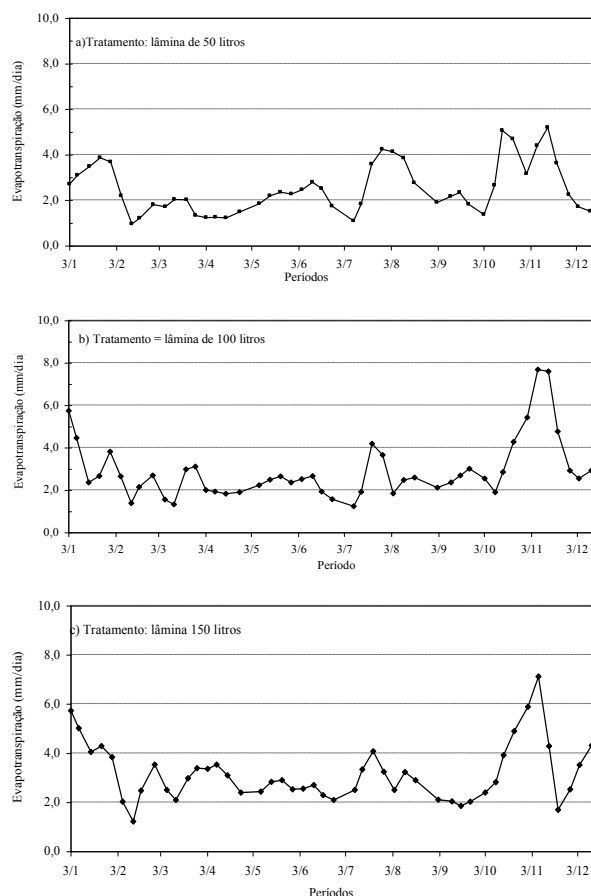 10,0
a)Tratamento: lâmina de 50 litros
8,0
6,0
4,0
2,0
0,0
Evapotranspiração (mm/dia)
3/1 3/2 3/3 3/4 3/5 3/6 3/7 3/8 3/9 3/10 3/11 3/12
Períodos
10,0
b) Tratamento = lâmina de 100 litros
8,0
6,0
4,0
2,0
0,0
Evapotranspiração (mm/dia
3/1 3/2 3/3 3/4 3/5 3/6 3/7 3/8 3/9 3/10 3/11 3/12
Período
10,0
c) Tratamento: lâmina 150 litros
8,0
6,0
4,0
2,0
0,0
Evapotranspiração (mm/dia)
3/1 3/2 3/3 3/4 3/5 3/6 3/7 3/8 3/9 3/10 3/11 3/12
Períodos